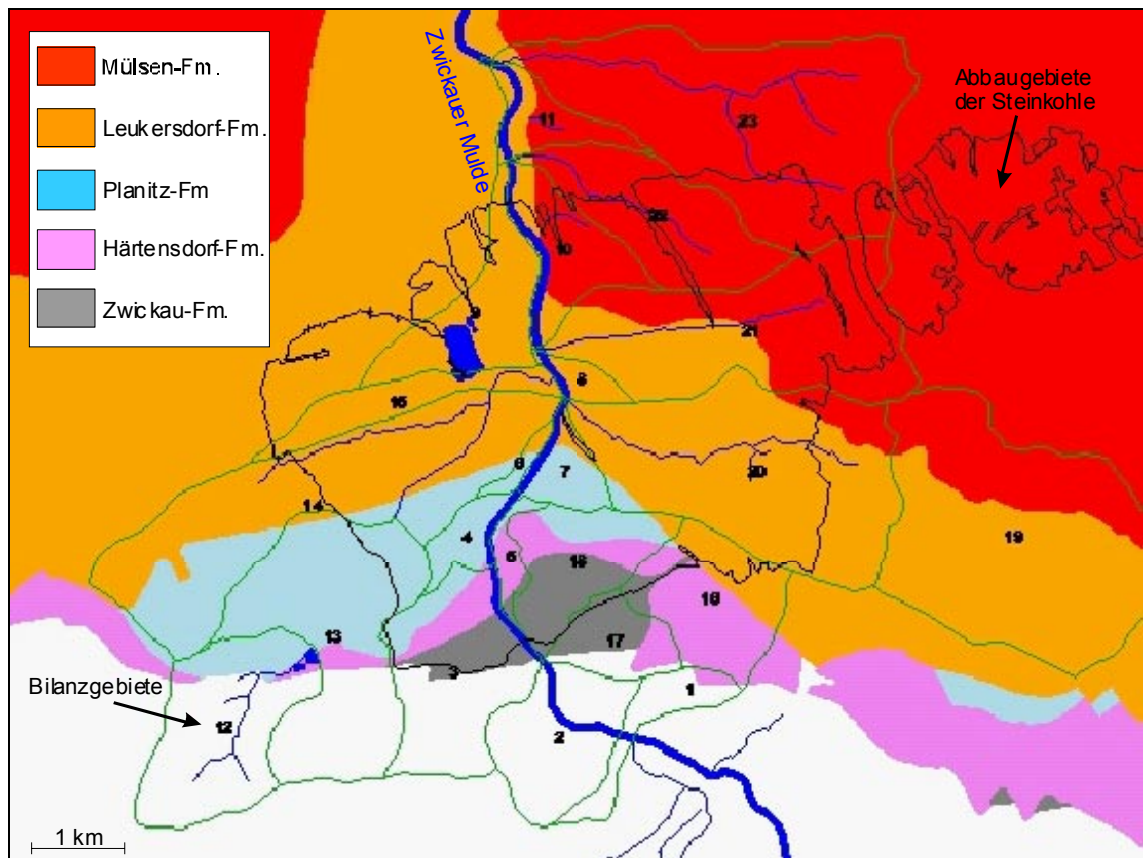 Mülsen-Fm.
Leukersdorf-Fm.
Planitz-Fm
Härtensdorf-Fm.
Zwickau-Fm.
Zwickauer Mulde
Abbaugebiete
der Steinkohle
11
23
10
9
21
8
15
6
7
20
14
4
5
19
18
16
13
17
3
1
Bilanzgebiete
12
2
1 km